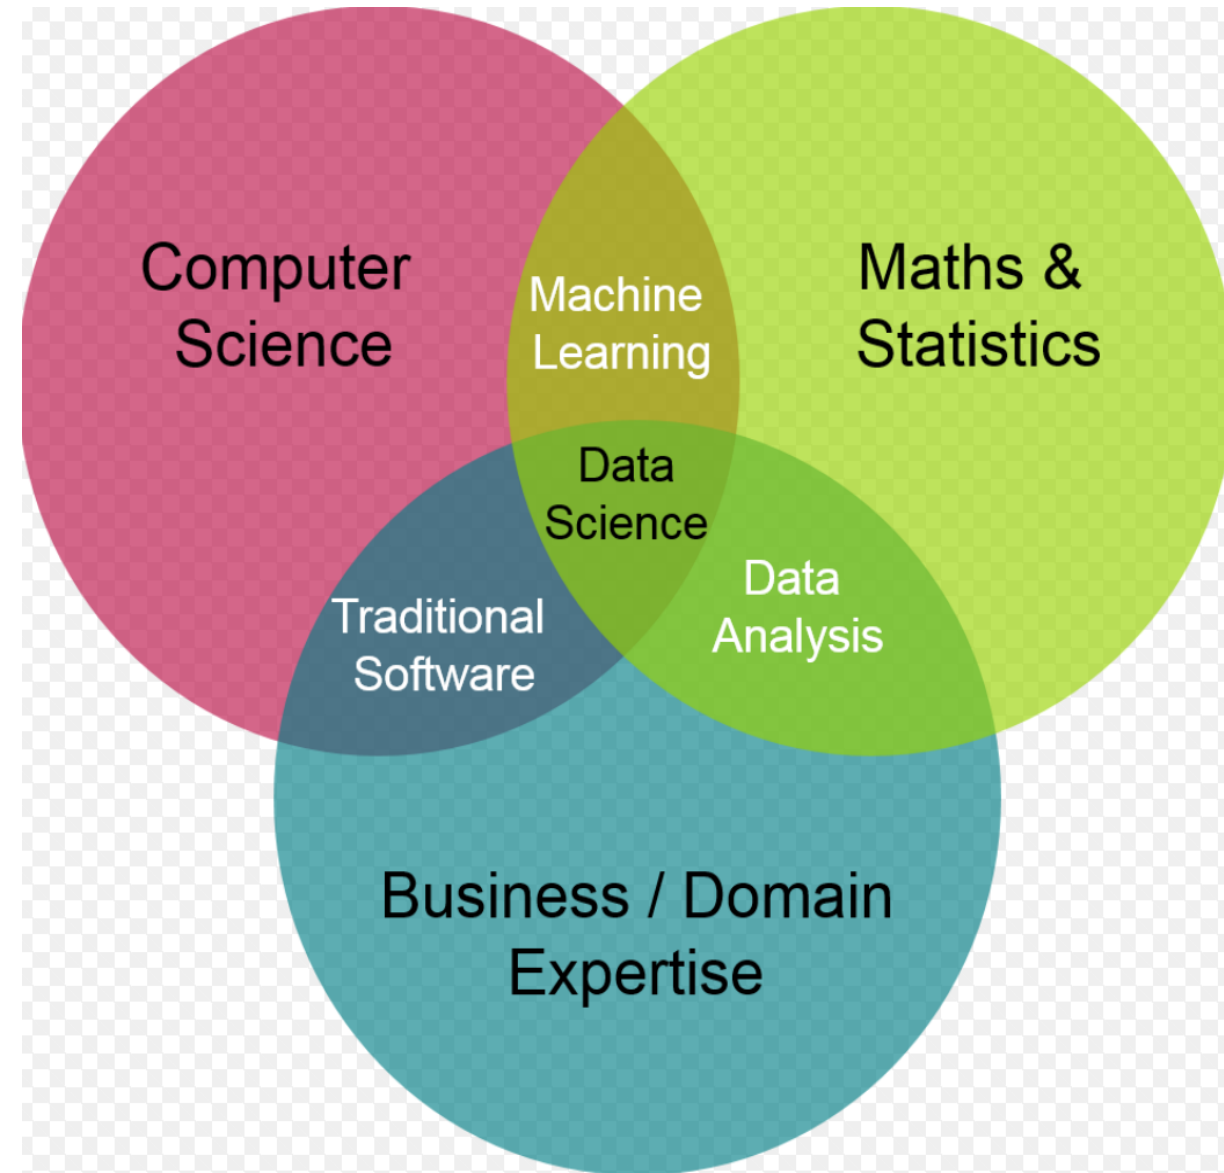 Computer
Science
Maths &
Statistics
Machine
Learning
Data
Science
Traditional
Software
Data
Analysis
Business / Domain
Expertise